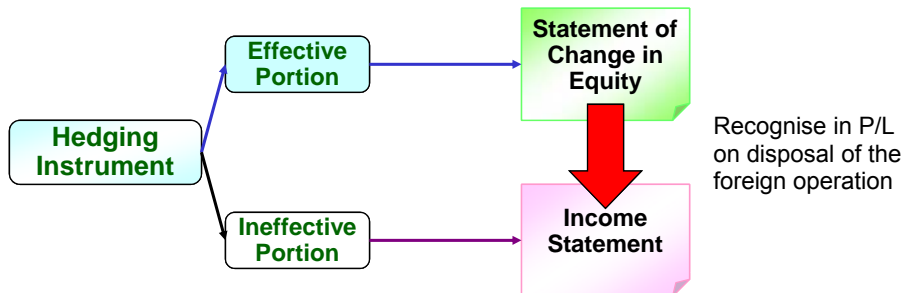 Hedging
Instrument
Effective
Portion
Statement of
Change in
Equity
Recognise in P/L
on disposal of the
foreign operation
Ineffective
Portion
Income
Statement